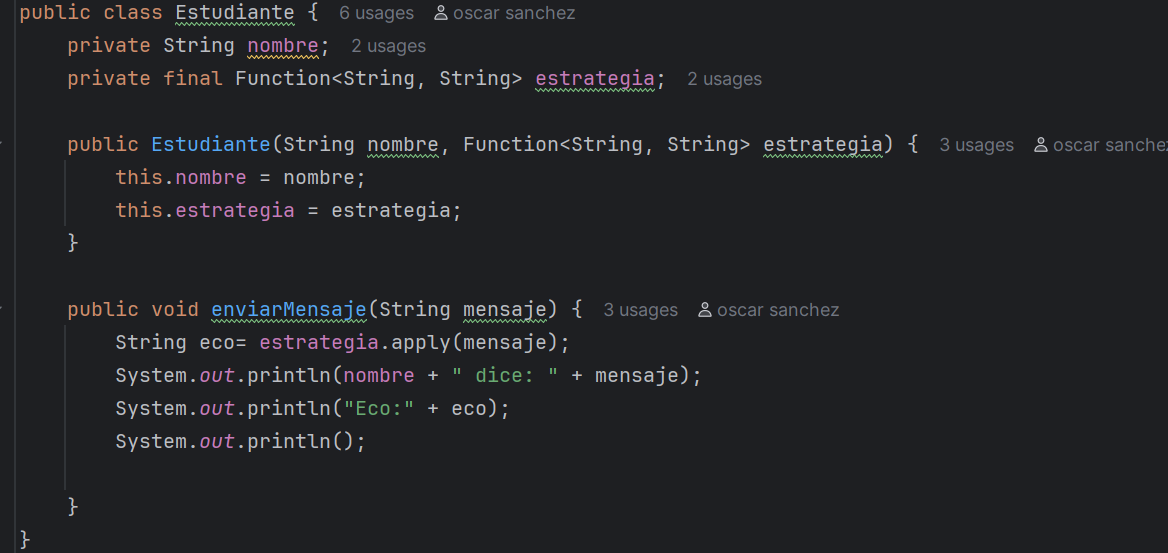 public class Estudiante { 6 usages oscar sanchez
private String nombre; 2 usages
private final Function<String, String> estrategia; 2 usages
public Estudiante(String nombre, Function<String, String> estrategia) { 3 usages oscar sanchez
this.nombre = nombre;
this.estrategia = estrategia;
}
public void enviarMensaje(String mensaje) { 3 usages oscar sanchez
String eco= estrategia.apply(mensaje);
System.out.println(nombre + " dice: " + mensaje);
System.out.println("Eco:" + eco);
System.out.println();
}
}